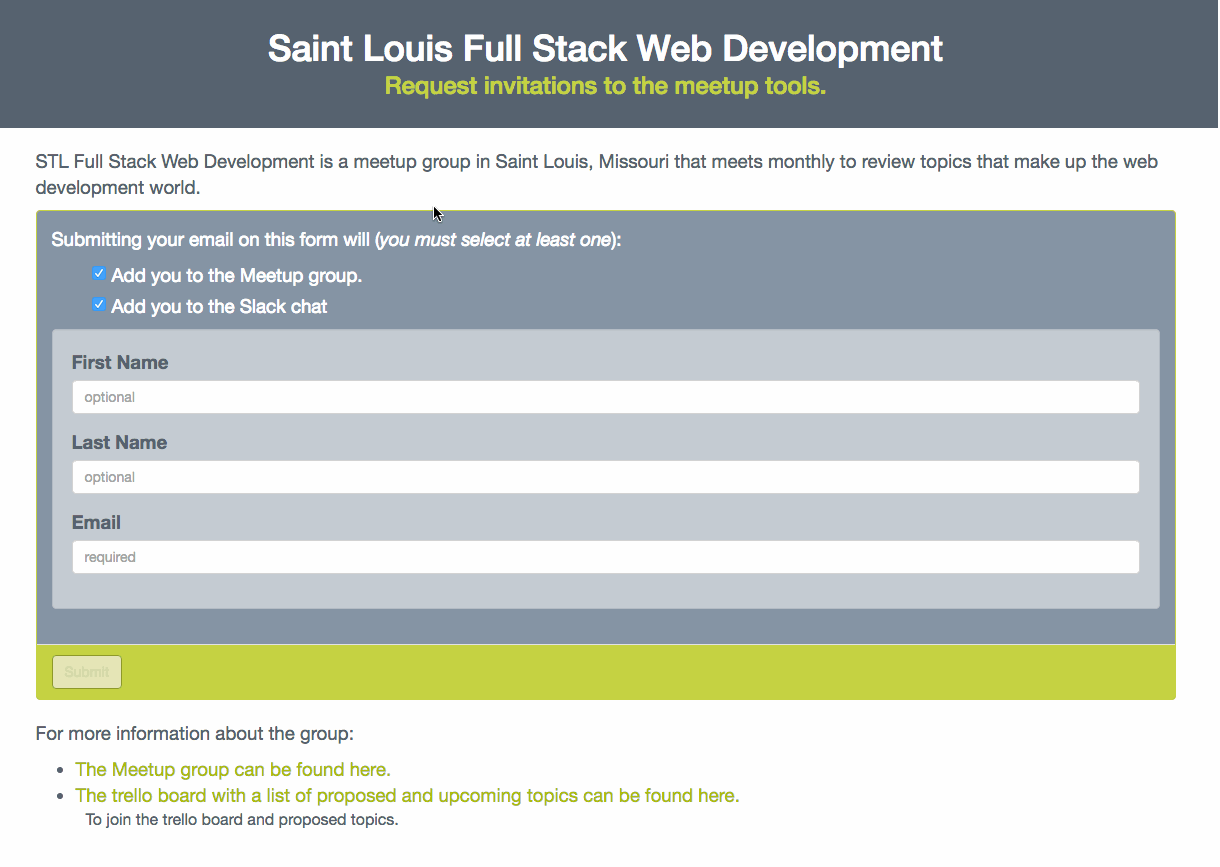 Saint Louis Full Stack Web Development
Request invitations to the meetup tools.
STL Full Stack Web Development is a meetup group in Saint Louis, Missouri that meets monthly to review topics that make up the web
development world.
Submitting your email on this form will (you must select at least one):
Add you to the Meetup group.
Add you to the Slack chat
First Name
optional
Last Name
optional
Email
required
Submit
For more information about the group:
The Meetup group can be found here.
The trello board with a list of proposed and upcoming topics can be found here.
To join the trello board and proposed topics.